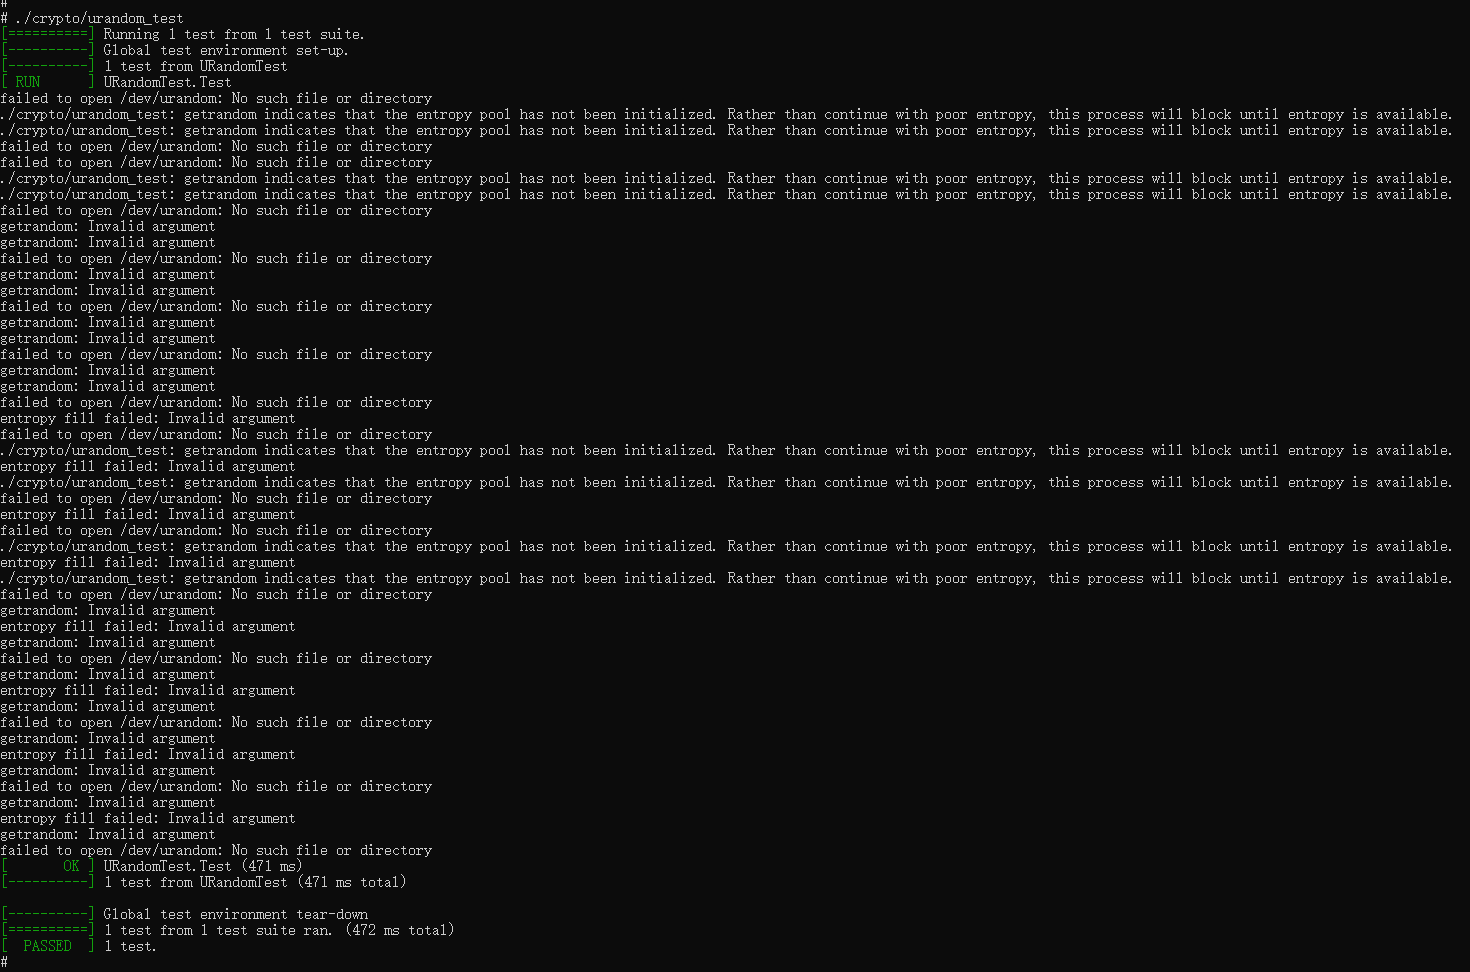 #
# ./crypto/urandom_test
[==========] Running 1 test from 1 test suite.
[----------] Global test environment set-up.
[----------] 1 test from URandomTest
[ RUN      ] URandomTest.Test
failed to open /dev/urandom: No such file or directory
./crypto/urandom_test: getrandom indicates that the entropy pool has not been initialized. Rather than continue with poor entropy, this process will block until entropy is available.
./crypto/urandom_test: getrandom indicates that the entropy pool has not been initialized. Rather than continue with poor entropy, this process will block until entropy is available.
failed to open /dev/urandom: No such file or directory
failed to open /dev/urandom: No such file or directory
./crypto/urandom_test: getrandom indicates that the entropy pool has not been initialized. Rather than continue with poor entropy, this process will block until entropy is available.
./crypto/urandom_test: getrandom indicates that the entropy pool has not been initialized. Rather than continue with poor entropy, this process will block until entropy is available.
failed to open /dev/urandom: No such file or directory
getrandom: Invalid argument
getrandom: Invalid argument
failed to open /dev/urandom: No such file or directory
getrandom: Invalid argument
getrandom: Invalid argument
failed to open /dev/urandom: No such file or directory
getrandom: Invalid argument
getrandom: Invalid argument
failed to open /dev/urandom: No such file or directory
getrandom: Invalid argument
getrandom: Invalid argument
failed to open /dev/urandom: No such file or directory
entropy fill failed: Invalid argument
failed to open /dev/urandom: No such file or directory
./crypto/urandom_test: getrandom indicates that the entropy pool has not been initialized. Rather than continue with poor entropy, this process will block until entropy is available.
entropy fill failed: Invalid argument
./crypto/urandom_test: getrandom indicates that the entropy pool has not been initialized. Rather than continue with poor entropy, this process will block until entropy is available.
failed to open /dev/urandom: No such file or directory
entropy fill failed: Invalid argument
failed to open /dev/urandom: No such file or directory
./crypto/urandom_test: getrandom indicates that the entropy pool has not been initialized. Rather than continue with poor entropy, this process will block until entropy is available.
entropy fill failed: Invalid argument
./crypto/urandom_test: getrandom indicates that the entropy pool has not been initialized. Rather than continue with poor entropy, this process will block until entropy is available.
failed to open /dev/urandom: No such file or directory
getrandom: Invalid argument
entropy fill failed: Invalid argument
getrandom: Invalid argument
failed to open /dev/urandom: No such file or directory
getrandom: Invalid argument
entropy fill failed: Invalid argument
getrandom: Invalid argument
failed to open /dev/urandom: No such file or directory
getrandom: Invalid argument
entropy fill failed: Invalid argument
getrandom: Invalid argument
failed to open /dev/urandom: No such file or directory
getrandom: Invalid argument
entropy fill failed: Invalid argument
getrandom: Invalid argument
failed to open /dev/urandom: No such file or directory
[       OK ] URandomTest.Test (471 ms)
[----------] 1 test from URandomTest (471 ms total)

[----------] Global test environment tear-down
[==========] 1 test from 1 test suite ran. (472 ms total)
[  PASSED  ] 1 test.
#